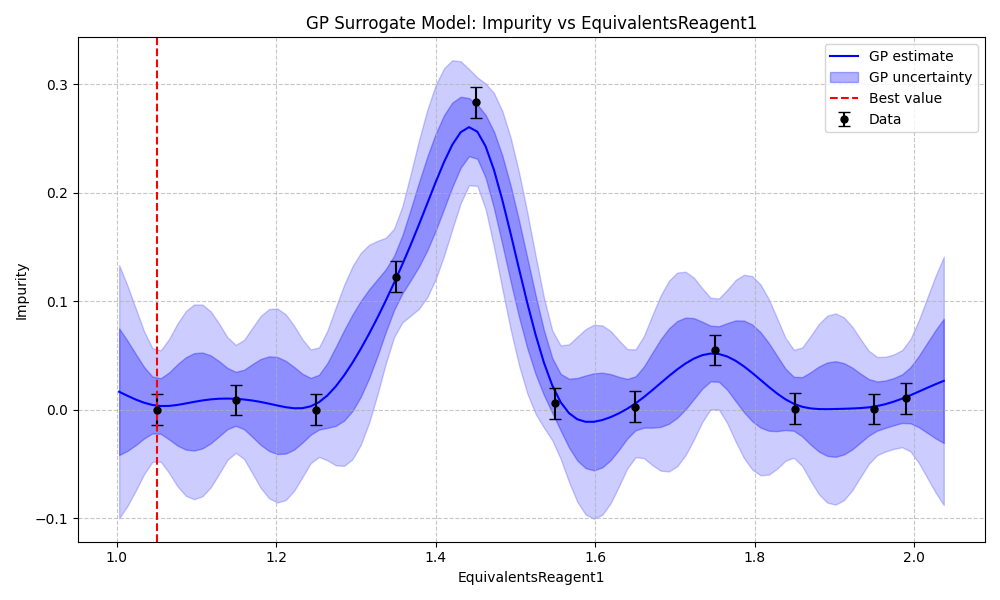 GP Surrogate Model: Impurity vs EquivalentsReagent1
GP estimate
GP uncertainty
Best value
Data
Impurity
0.3
0.2
0.1
0.0
−0.1
1.0
1.2
1.4
1.6
1.8
2.0
EquivalentsReagent1